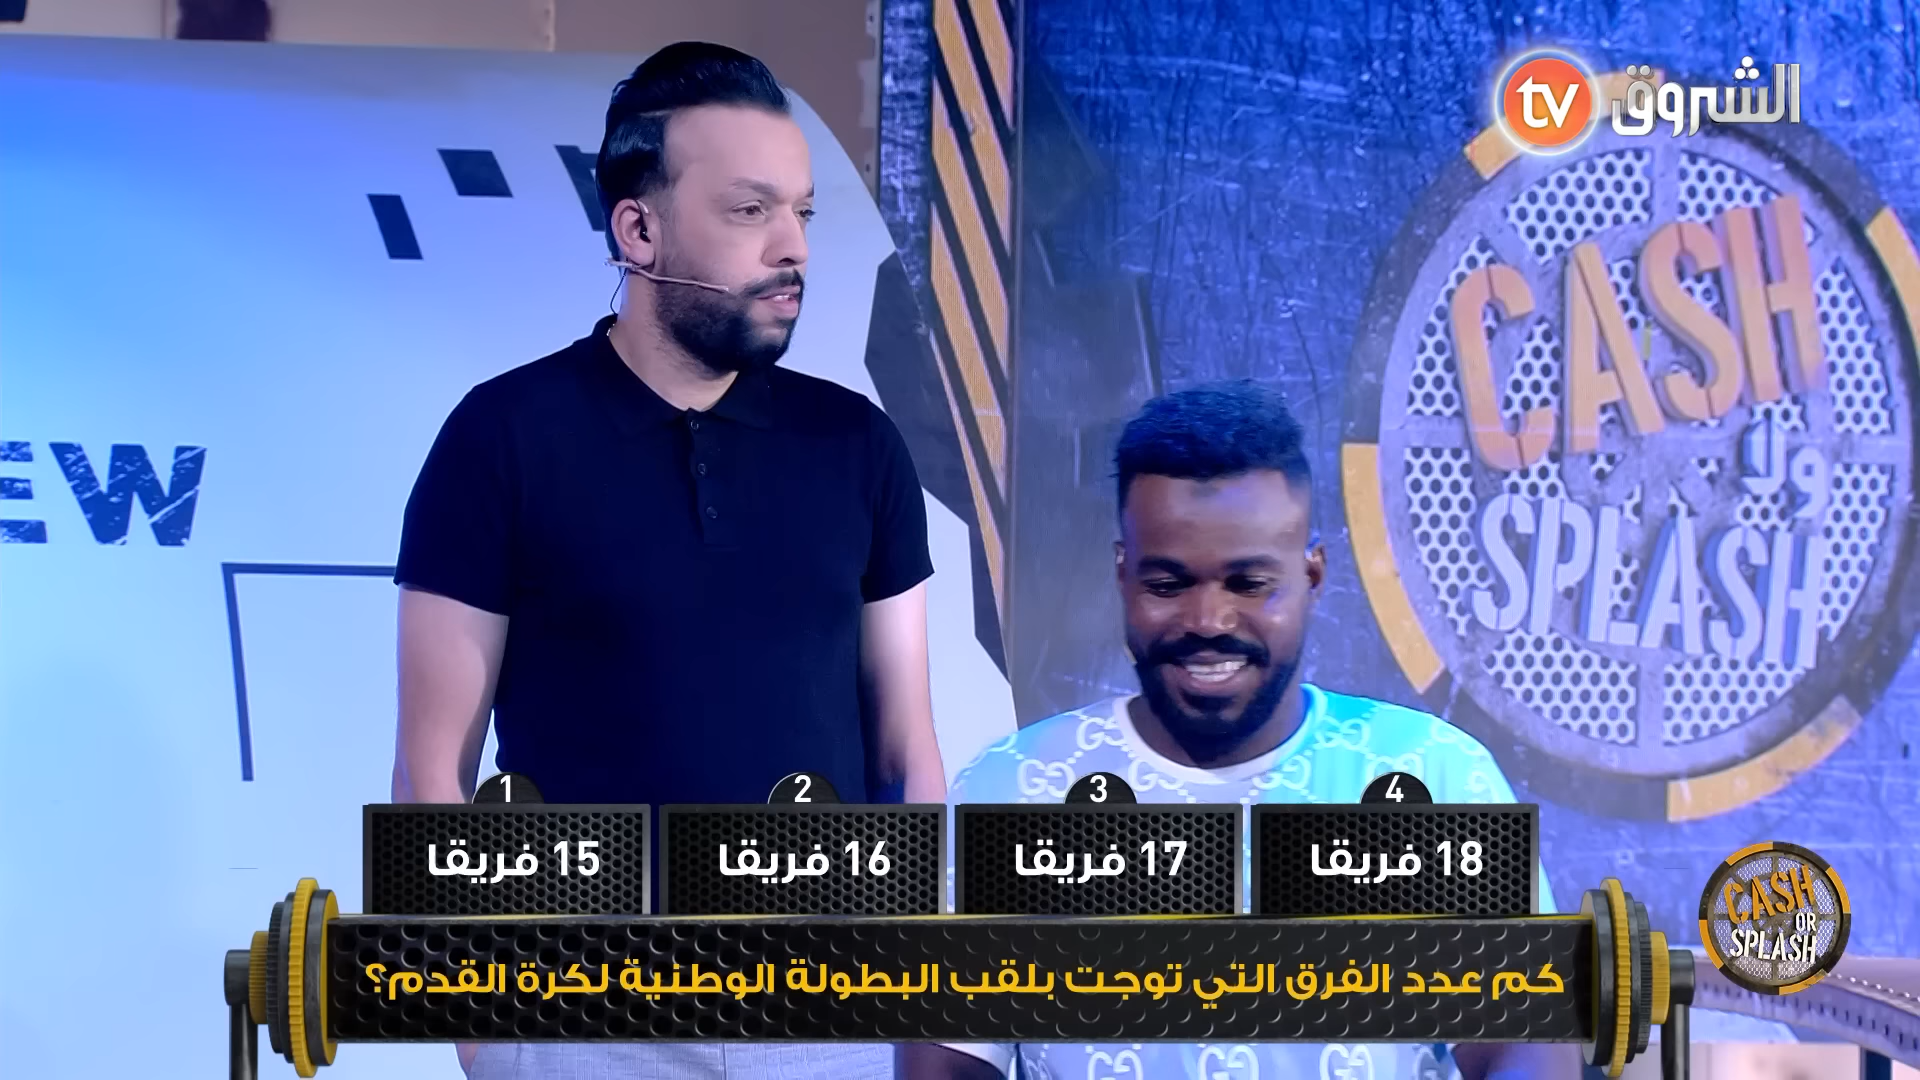 الشروق tv
CASH
ولا
SPLASH
EW
1
15 فريقا
2
16 فريقا
3
17 فريقا
4
18 فريقا
CASH
OR
SPLASH
كم عدد الفرق التي توجت بلقب البطولة الوطنية لكرة القدم؟